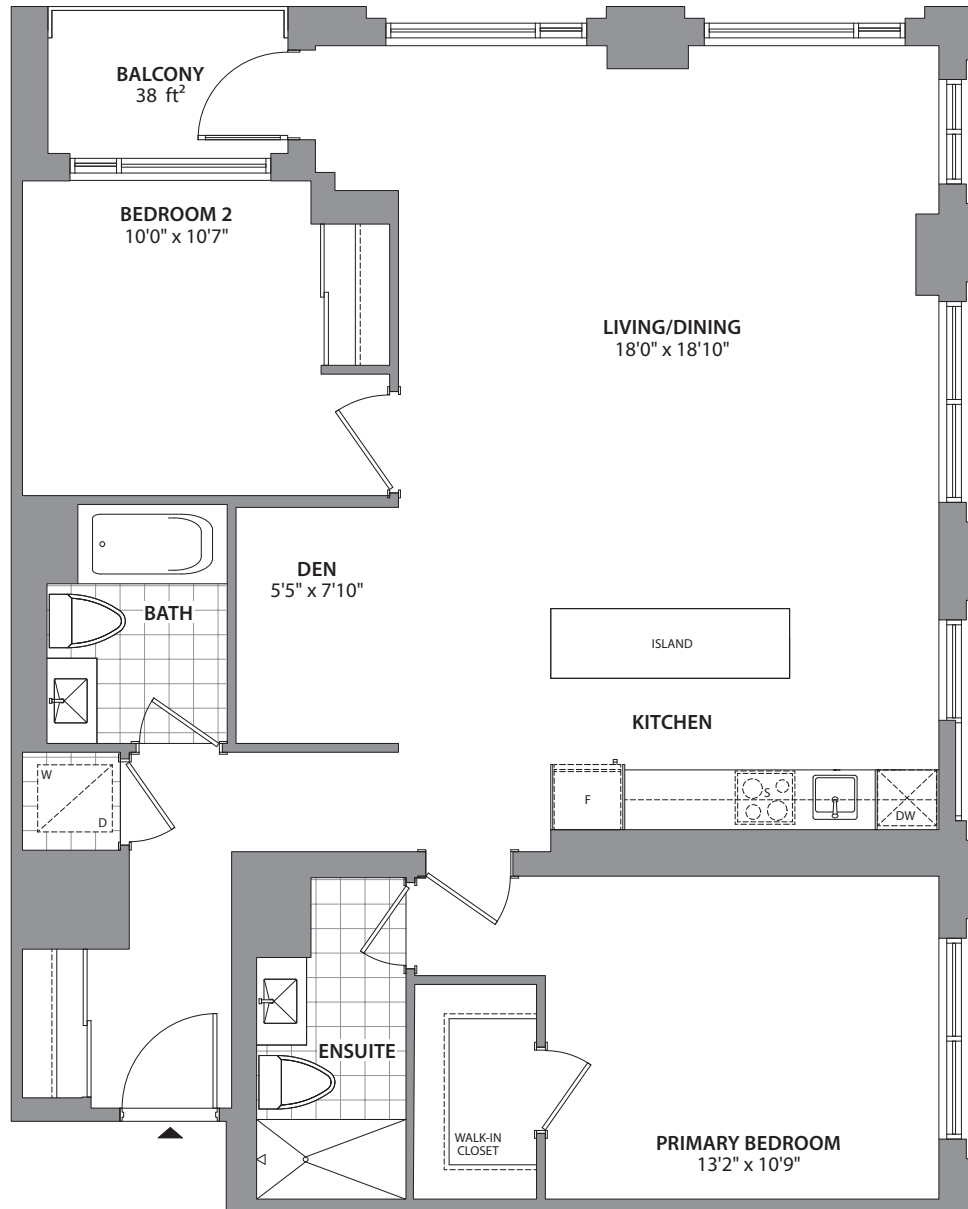 BALCONY
38 ft²
BEDROOM 2
10'0" x 10'7"
LIVING/DINING
18'0" x 18'10"
DEN
5'5" x 7'10"
BATH
ISLAND
KITCHEN
W
D
F
S
DW
ENSUITE
WALK-IN
CLOSET
PRIMARY BEDROOM
13'2" x 10'9"